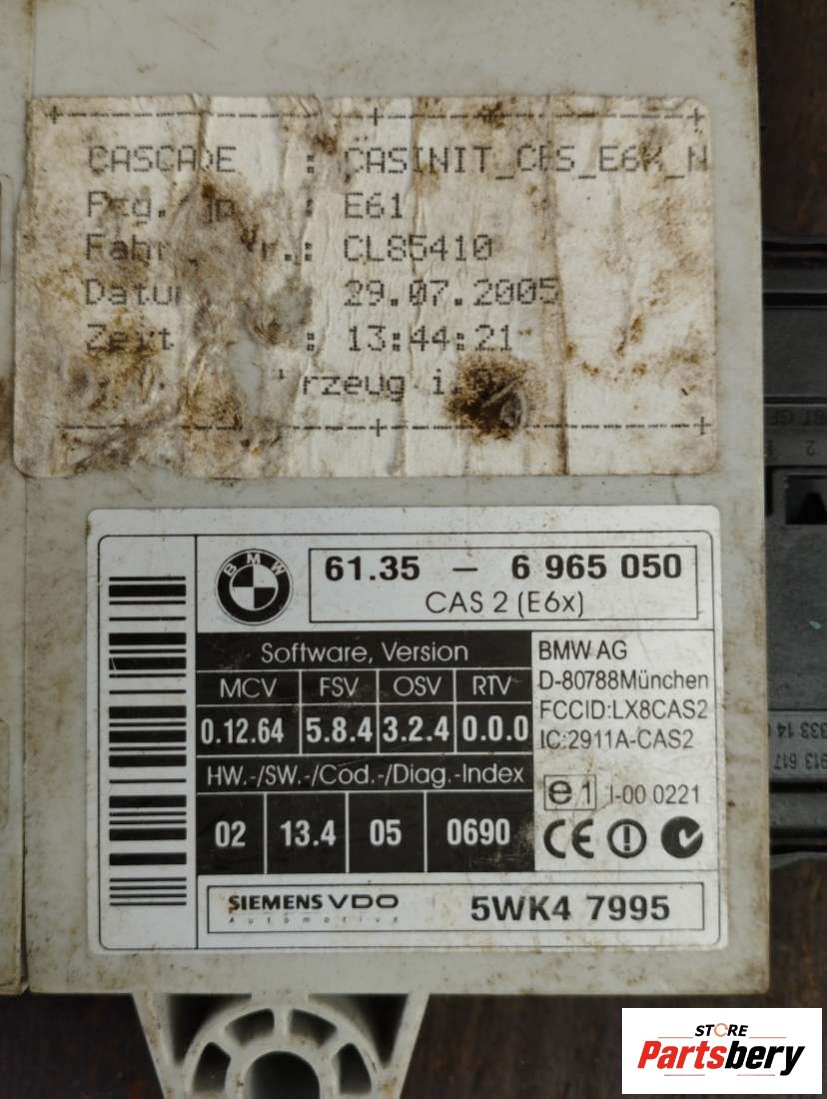 CASCADE : CASINIT_CBS_E6X_N
: E61
: CL85410
: 29.07.2005
Zeit : 13:44:21
BMW
61.35 – 6 965 050
CAS 2 (E6x)
Software, Version
MCV FSV OSV RTV
0.12.64 5.8.4 3.2.4 0.0.0
HW.-/SW.-/Cod.-/Diag.-Index
02 13.4 05 0690
BMW AG
D-80788München
FCCID:LX8CAS2
IC:2911A-CAS2
e1 I-00 0221
CE
SIEMENS VDO
Automotive
5WK4 7995
STORE
Partsbery